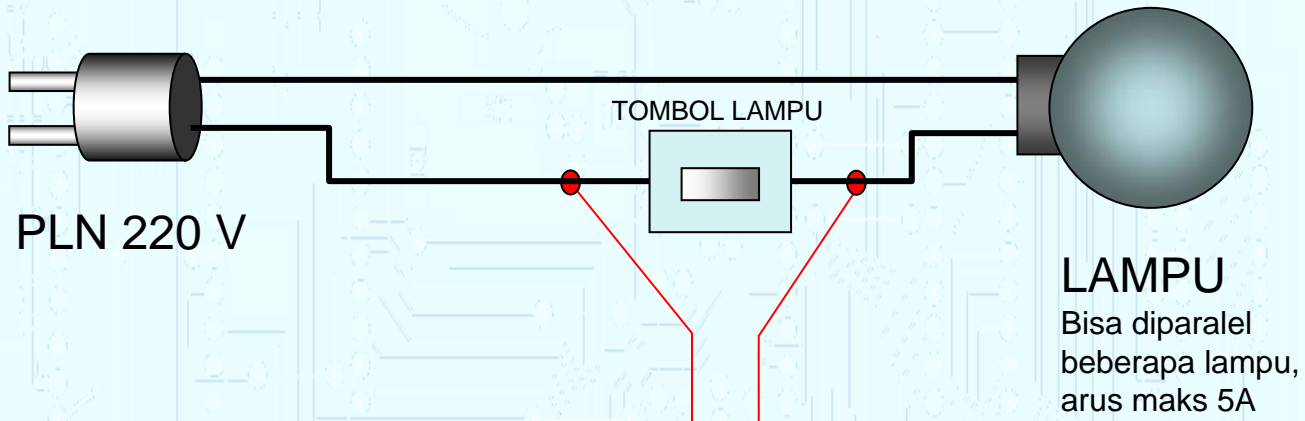 TOMBOL LAMPU
PLN 220 V
LAMPU
Bisa diparalel
beberapa lampu,
arus maks 5A